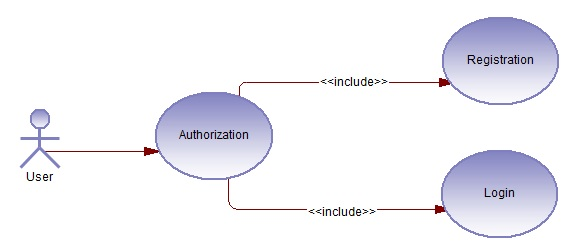 Registration
<<include>>
Authorization
User
Login
<<include>>